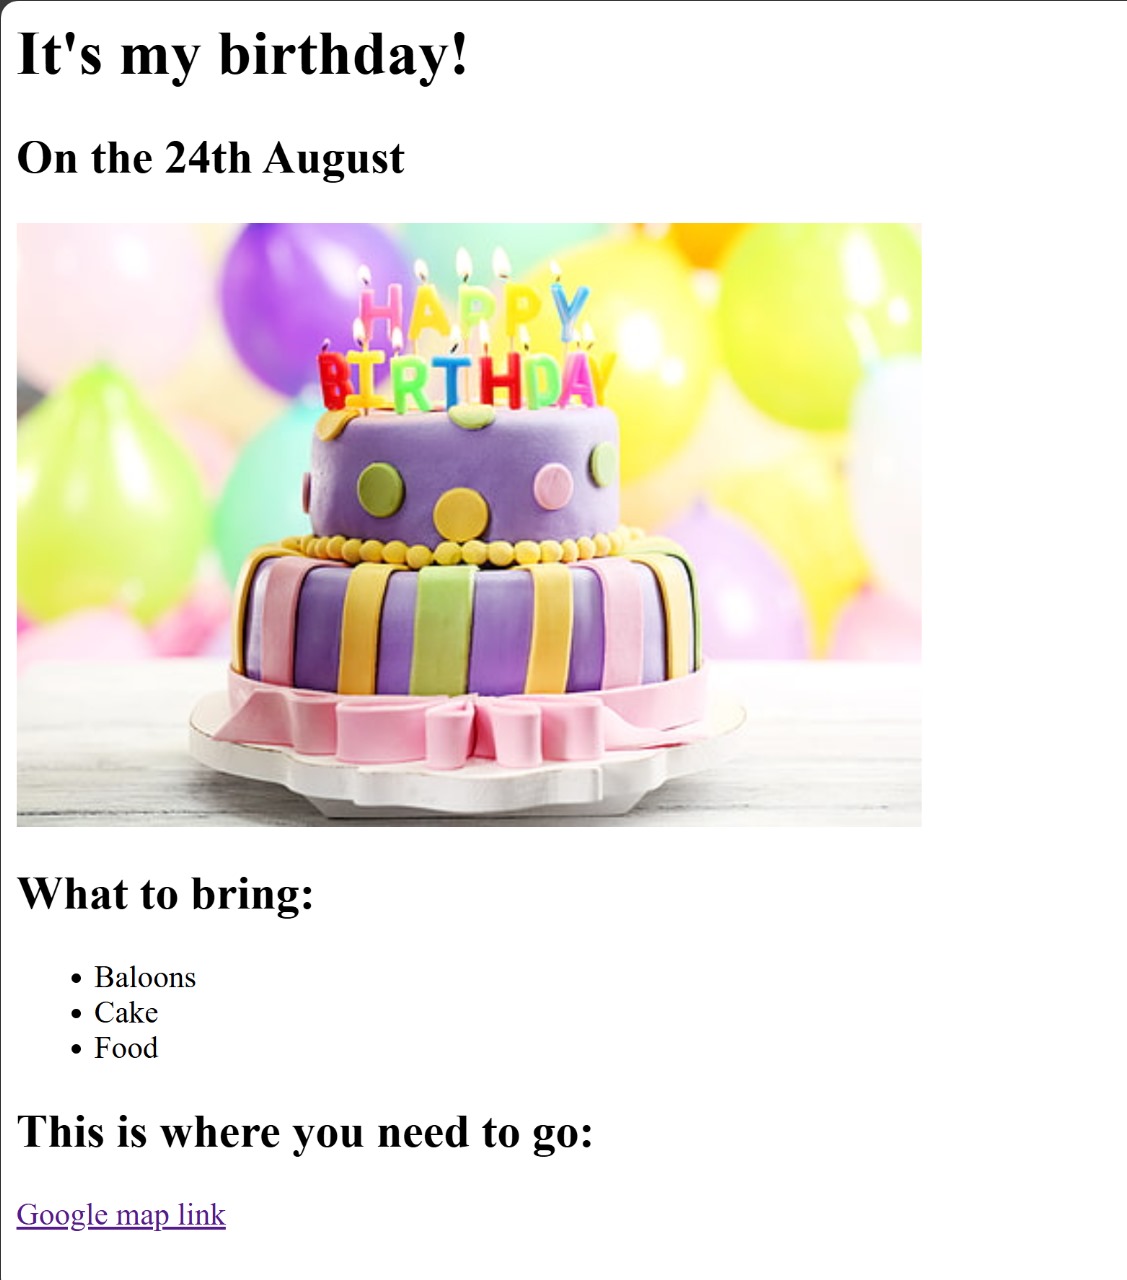 It's my birthday!
On the 24th August
HAPPY
BIRTHDAY
What to bring:
Baloons
Cake
Food
This is where you need to go:
Google map link